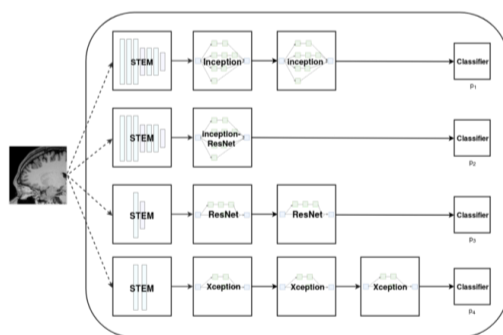 STEM
Inception
inception
Classifier
P₁
STEM
inception-
ResNet
Classifier
P₂
STEM
ResNet
ResNet
Classifier
P₃
STEM
Xception
Xception
Xception
Classifier
P₄